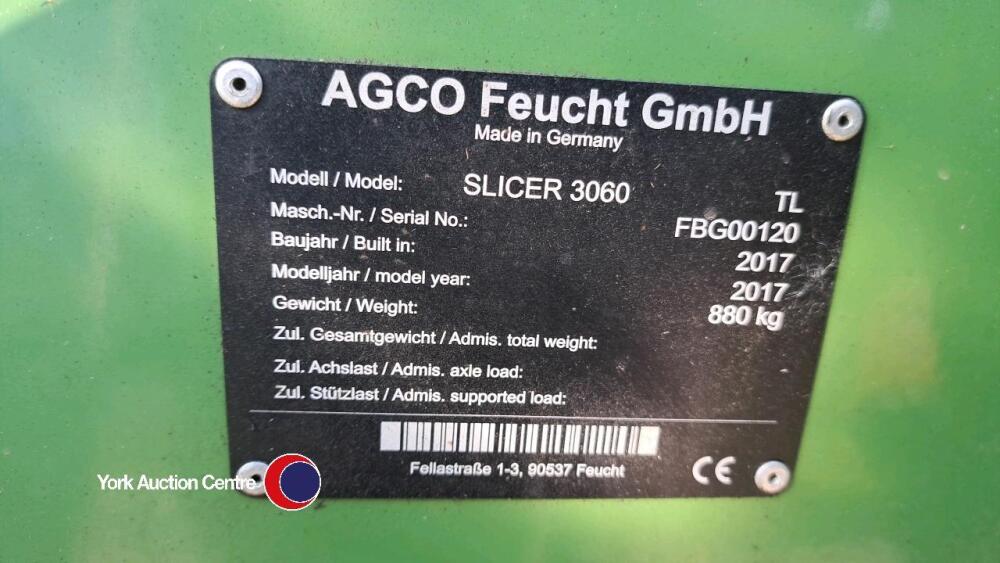 AGCO Feucht GmbH
Made in Germany
Modell / Model: SLICER 3060 TL
Masch.-Nr. / Serial No.: FBG00120
Baujahr / Built in: 2017
Modelljahr / model year: 2017
Gewicht / Weight: 880 kg
Zul. Gesamtgewicht / Admis. total weight:
Zul. Achslast / Admis. axle load:
Zul. Stützlast / Admis. supported load:
Fellastraße 1-3, 90537 Feucht CE
York Auction Centre